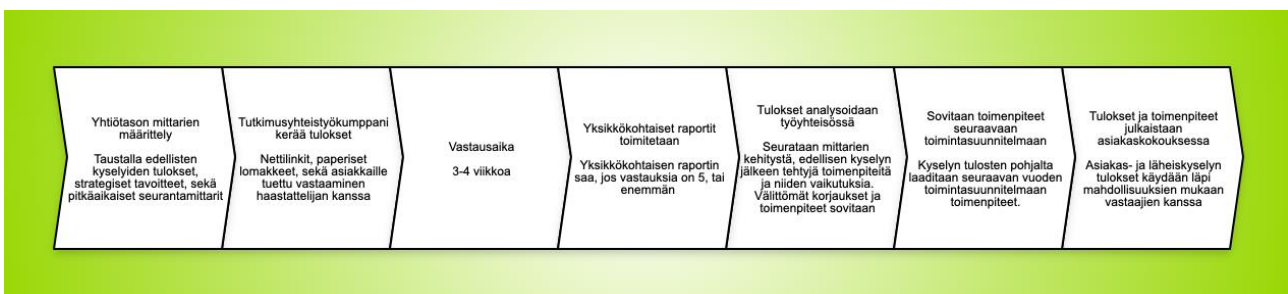 Yhtiötason mittarien
määrittely
Taustalla edellisten
kyselyiden tulokset,
strategiset tavoitteet, sekä
pitkäaikaiset seurantamittarit
Tutkimusyhteistyökumppani
kerää tulokset
Nettilinkit, paperiset
lomakkeet, sekä asiakkaille
tuettu vastaaminen
haastattelijan kanssa
Vastausaika
3-4 viikkoa
Yksikkökohtaiset raportit
toimitetaan
Yksikkökohtaisen raportin
saa, jos vastauksia on 5, tai
enemmän
Tulokset analysoidaan
työyhteisössä
Seurataan mittarien
kehitystä, edellisen kyselyn
jälkeen tehtyjä toimenpiteitä
ja niiden vaikutuksia.
Välittömät korjaukset ja
toimenpiteet sovitaan
Sovitaan toimenpiteet
seuraavaan
toimintasuunnitelmaan
Kyselyn tulosten pohjalta
laaditaan seuraavan vuoden
toimintasuunnitelmaan
toimenpiteet.
Tulokset ja toimenpiteet
julkaistaan
asiakaskokouksessa
Asiakas- ja läheiskyselyn
tulokset käydään läpi
mahdollisuuksien mukaan
vastaajien kanssa